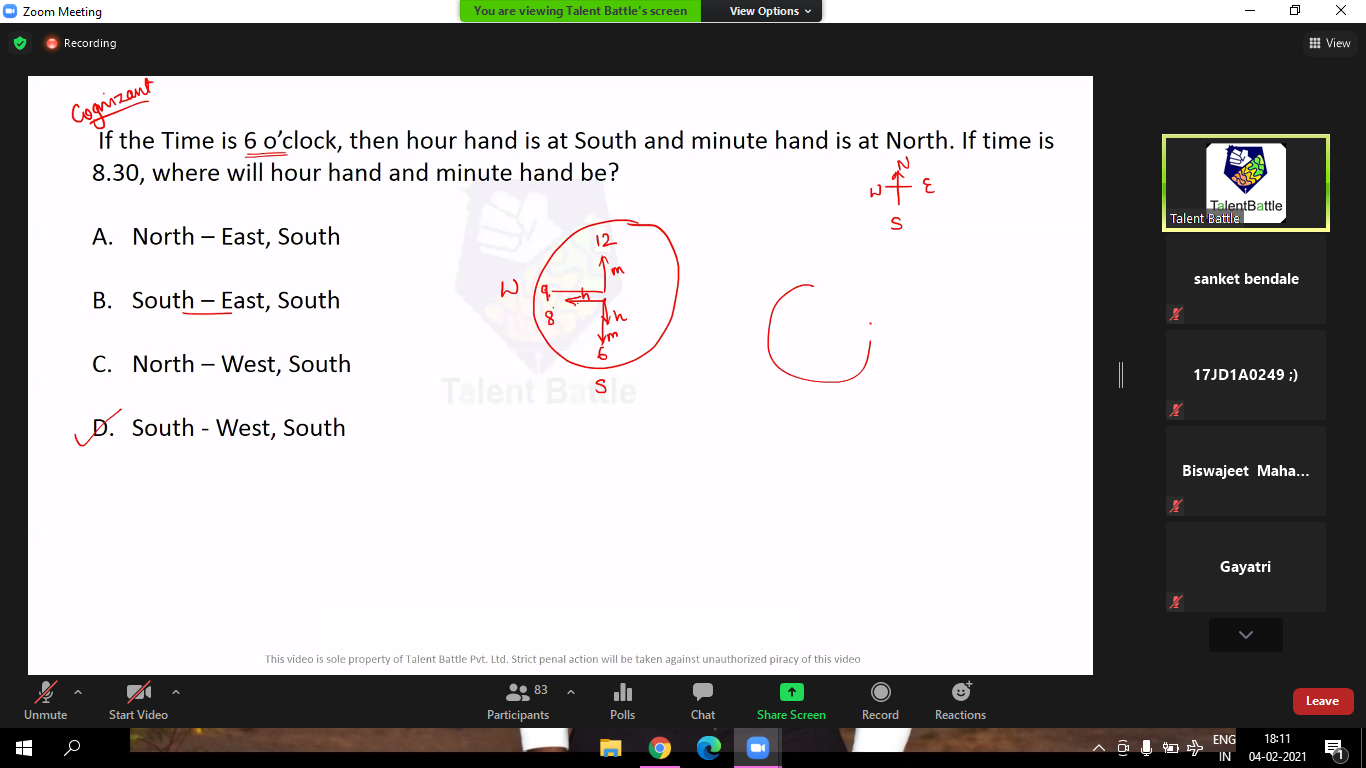 Zoom Meeting
You are viewing Talent Battle's screen
View Options
Recording
View
Cognizant
If the Time is 6 o'clock, then hour hand is at South and minute hand is at North. If time is
8.30, where will hour hand and minute hand be?
N
W E
S
A. North – East, South
B. South – East, South
C. North – West, South
D. South - West, South
12
m
W 9 h
8 h
m
6
S
Talent Battle
TalentBattle
Talent Battle
sanket bendale
17JD1A0249 ;)
Biswajeet Maha...
Gayatri
This video is sole property of Talent Battle Pvt. Ltd. Strict penal action will be taken against unauthorized piracy of this video
Unmute
Start Video
83
Participants
Polls
Chat
Share Screen
Record
Reactions
Leave
ENG
IN
18:11
04-02-2021
1